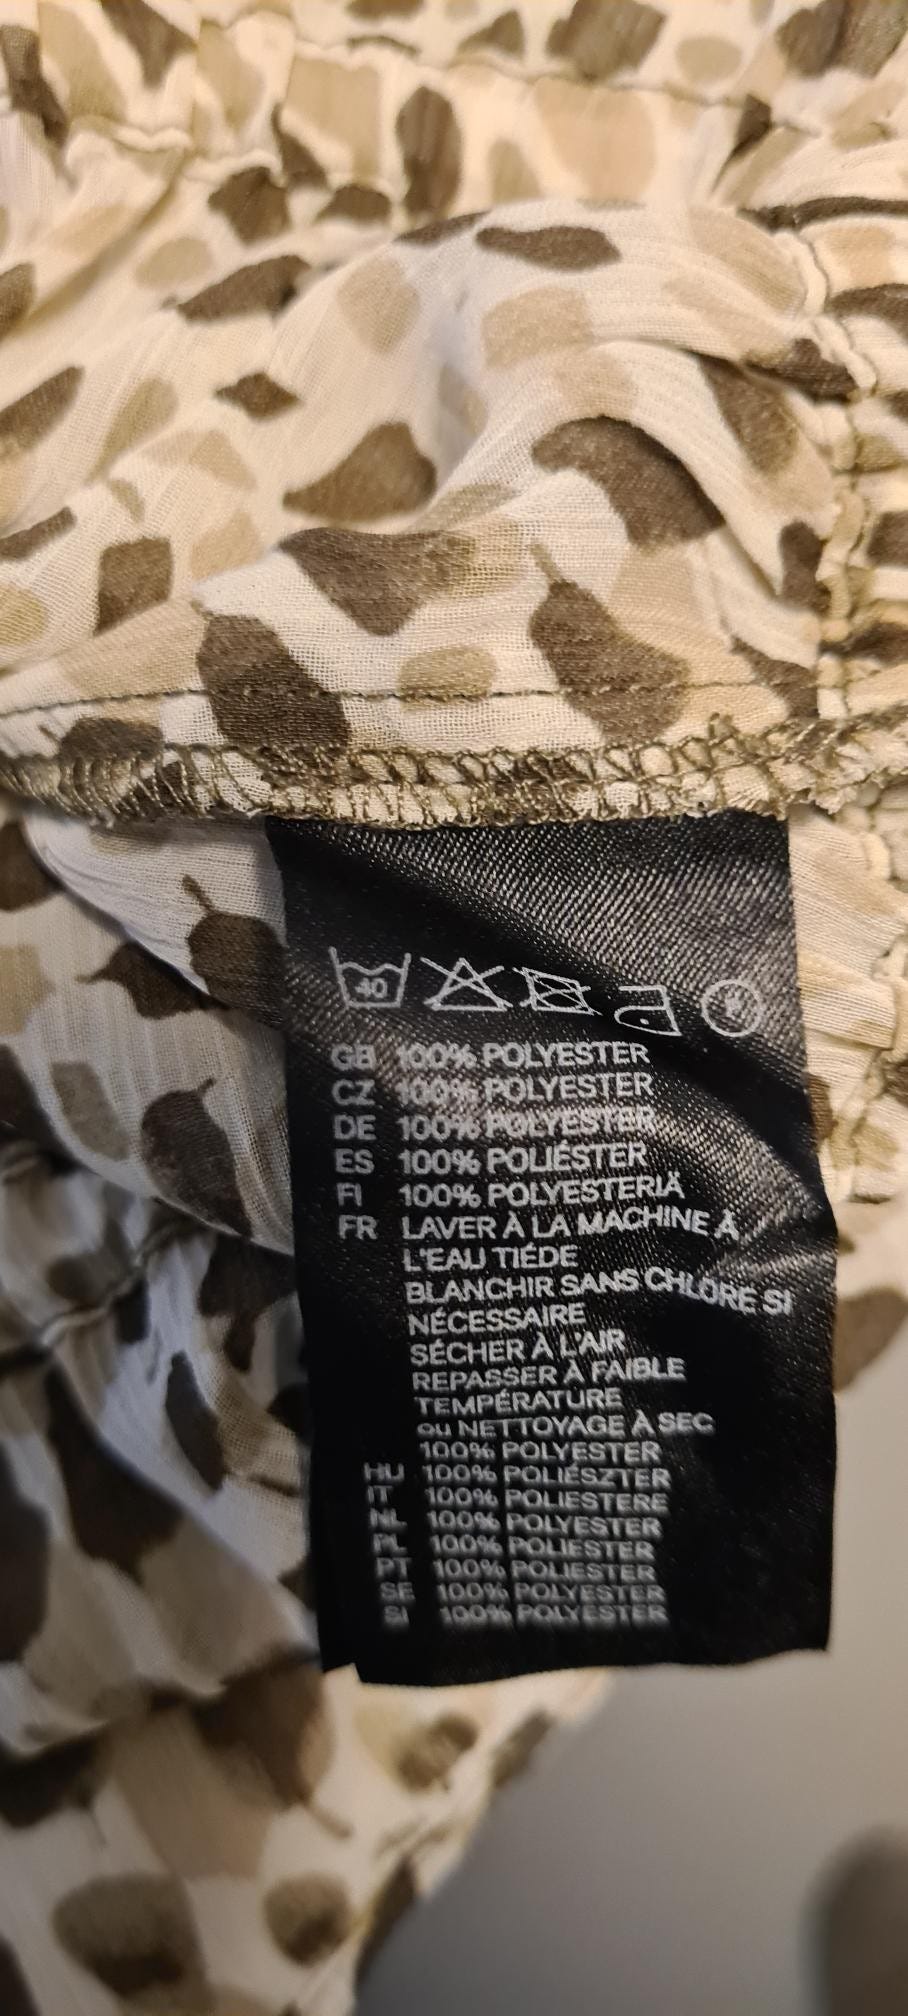 40
GB 100% POLYESTER
CZ 100% POLYESTER
DE 100% POLYESTER
ES 100% POLIÉSTER
FI 100% POLYESTERIÄ
FR LAVER À LA MACHINE À
L'EAU TIÉDE
BLANCHIR SANS CHLORE SI
NÉCESSAIRE
SÉCHER À L'AIR
REPASSER À FAIBLE
TEMPÉRATURE
ou NETTOYAGE À SEC
100% POLYESTER
HU 100% POLIÉSZTER
IT 100% POLIESTERE
NL 100% POLYESTER
PL 100% POLIESTER
PT 100% POLIESTER
SE 100% POLYESTER
SI 100% POLYESTER